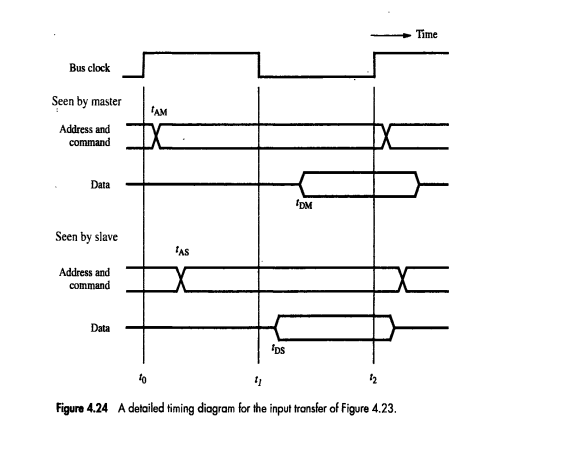 Time
Bus clock
Seen by master
tAM
Address and
command
Data
tDM
Seen by slave
tAS
Address and
command
Data
tDS
t0
t1
t2
Figure 4.24 A detailed timing diagram for the input transfer of Figure 4.23.